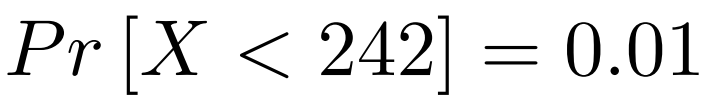 Pr [X < 242] = 0.01